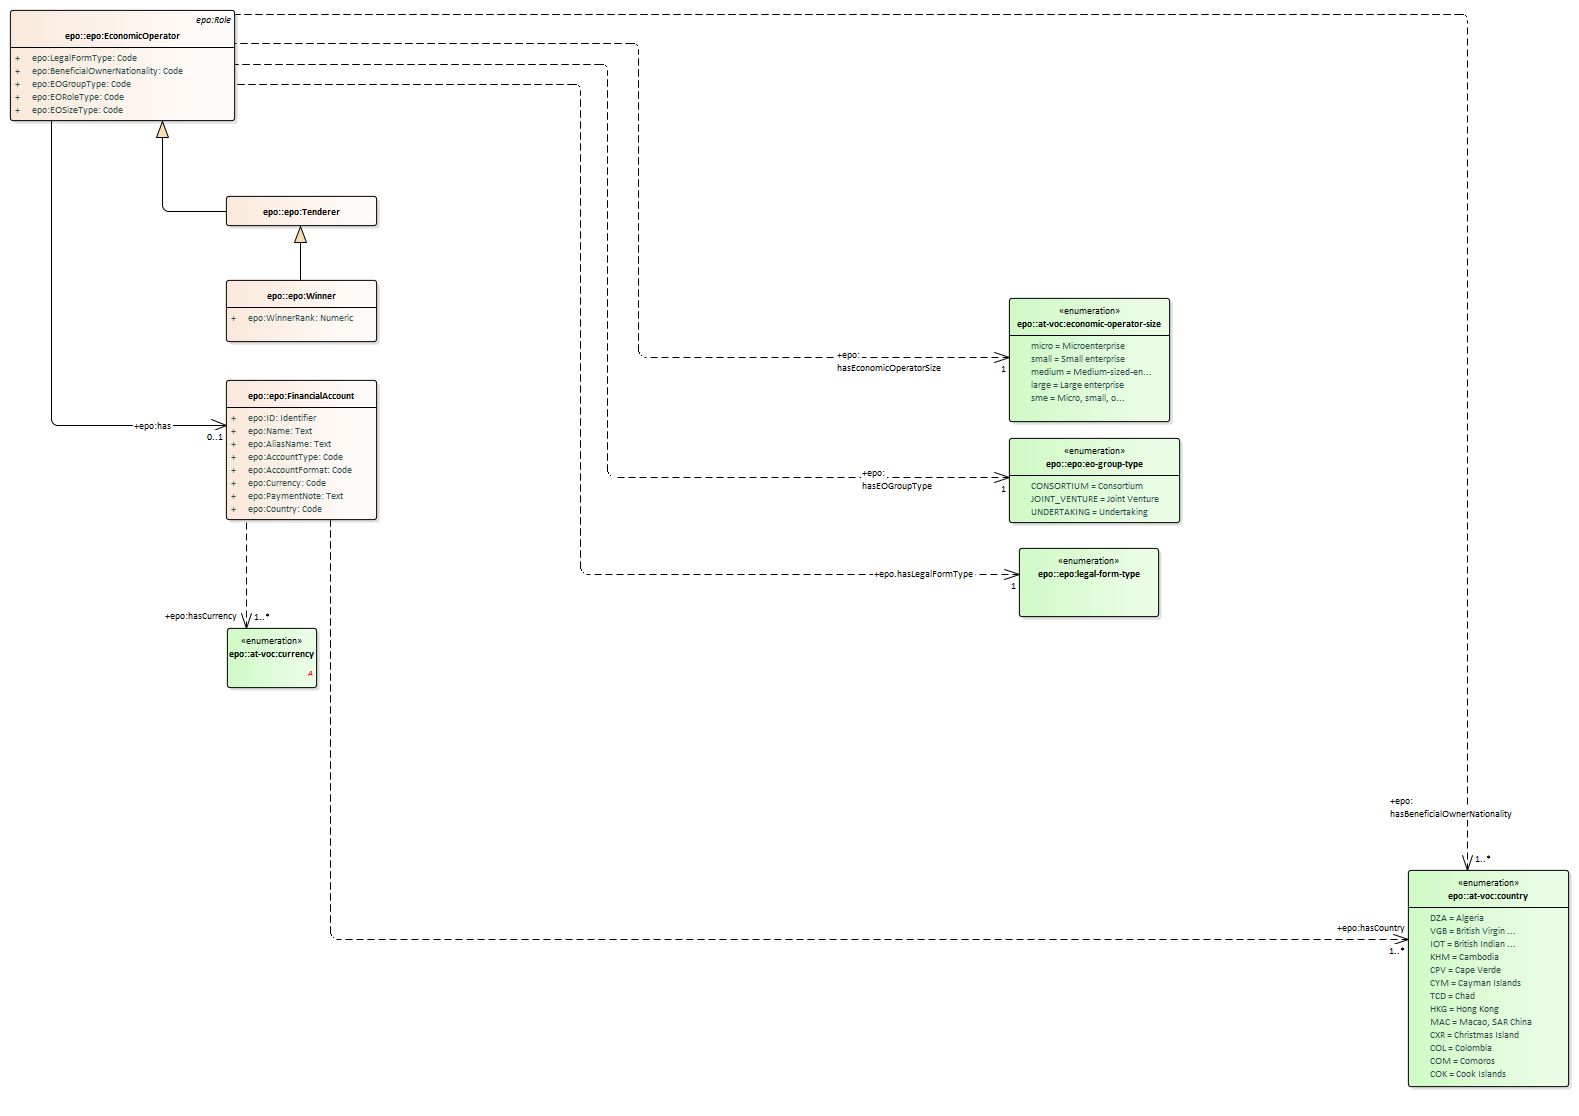 epo:Role
epo::epo:EconomicOperator
+ epo:LegalFormType: Code
+ epo:BeneficialOwnerNationality: Code
+ epo:EOGroupType: Code
+ epo:EORoleType: Code
+ epo:EOSizeType: Code
epo::epo:Tenderer
epo::epo:Winner
+ epo:WinnerRank: Numeric
«enumeration»
epo::at-voc:economic-operator-size
micro = Microenterprise
small = Small enterprise
medium = Medium-sized-en...
large = Large enterprise
sme = Micro, small, o...
+epo:
hasEconomicOperatorSize
1
epo::epo:FinancialAccount
+ epo:ID: Identifier
+ epo:Name: Text
+ epo:AliasName: Text
+ epo:AccountType: Code
+ epo:AccountFormat: Code
+ epo:Currency: Code
+ epo:PaymentNote: Text
+ epo:Country: Code
+epo:has
0..1
«enumeration»
epo::epo:eo-group-type
CONSORTIUM = Consortium
JOINT_VENTURE = Joint Venture
UNDERTAKING = Undertaking
+epo:
hasEOGroupType
1
«enumeration»
epo::epo:legal-form-type
+epo.hasLegalFormType
1
+epo:hasCurrency
1..*
«enumeration»
epo::at-voc:currency
+epo:
hasBeneficialOwnerNationality
1..*
«enumeration»
epo::at-voc:country
DZA = Algeria
VGB = British Virgin ...
IOT = British Indian ...
KHM = Cambodia
CPV = Cape Verde
CYM = Cayman Islands
TCD = Chad
HKG = Hong Kong
MAC = Macao, SAR China
CXR = Christmas Island
COL = Colombia
COM = Comoros
COK = Cook Islands
+epo:hasCountry
1..*